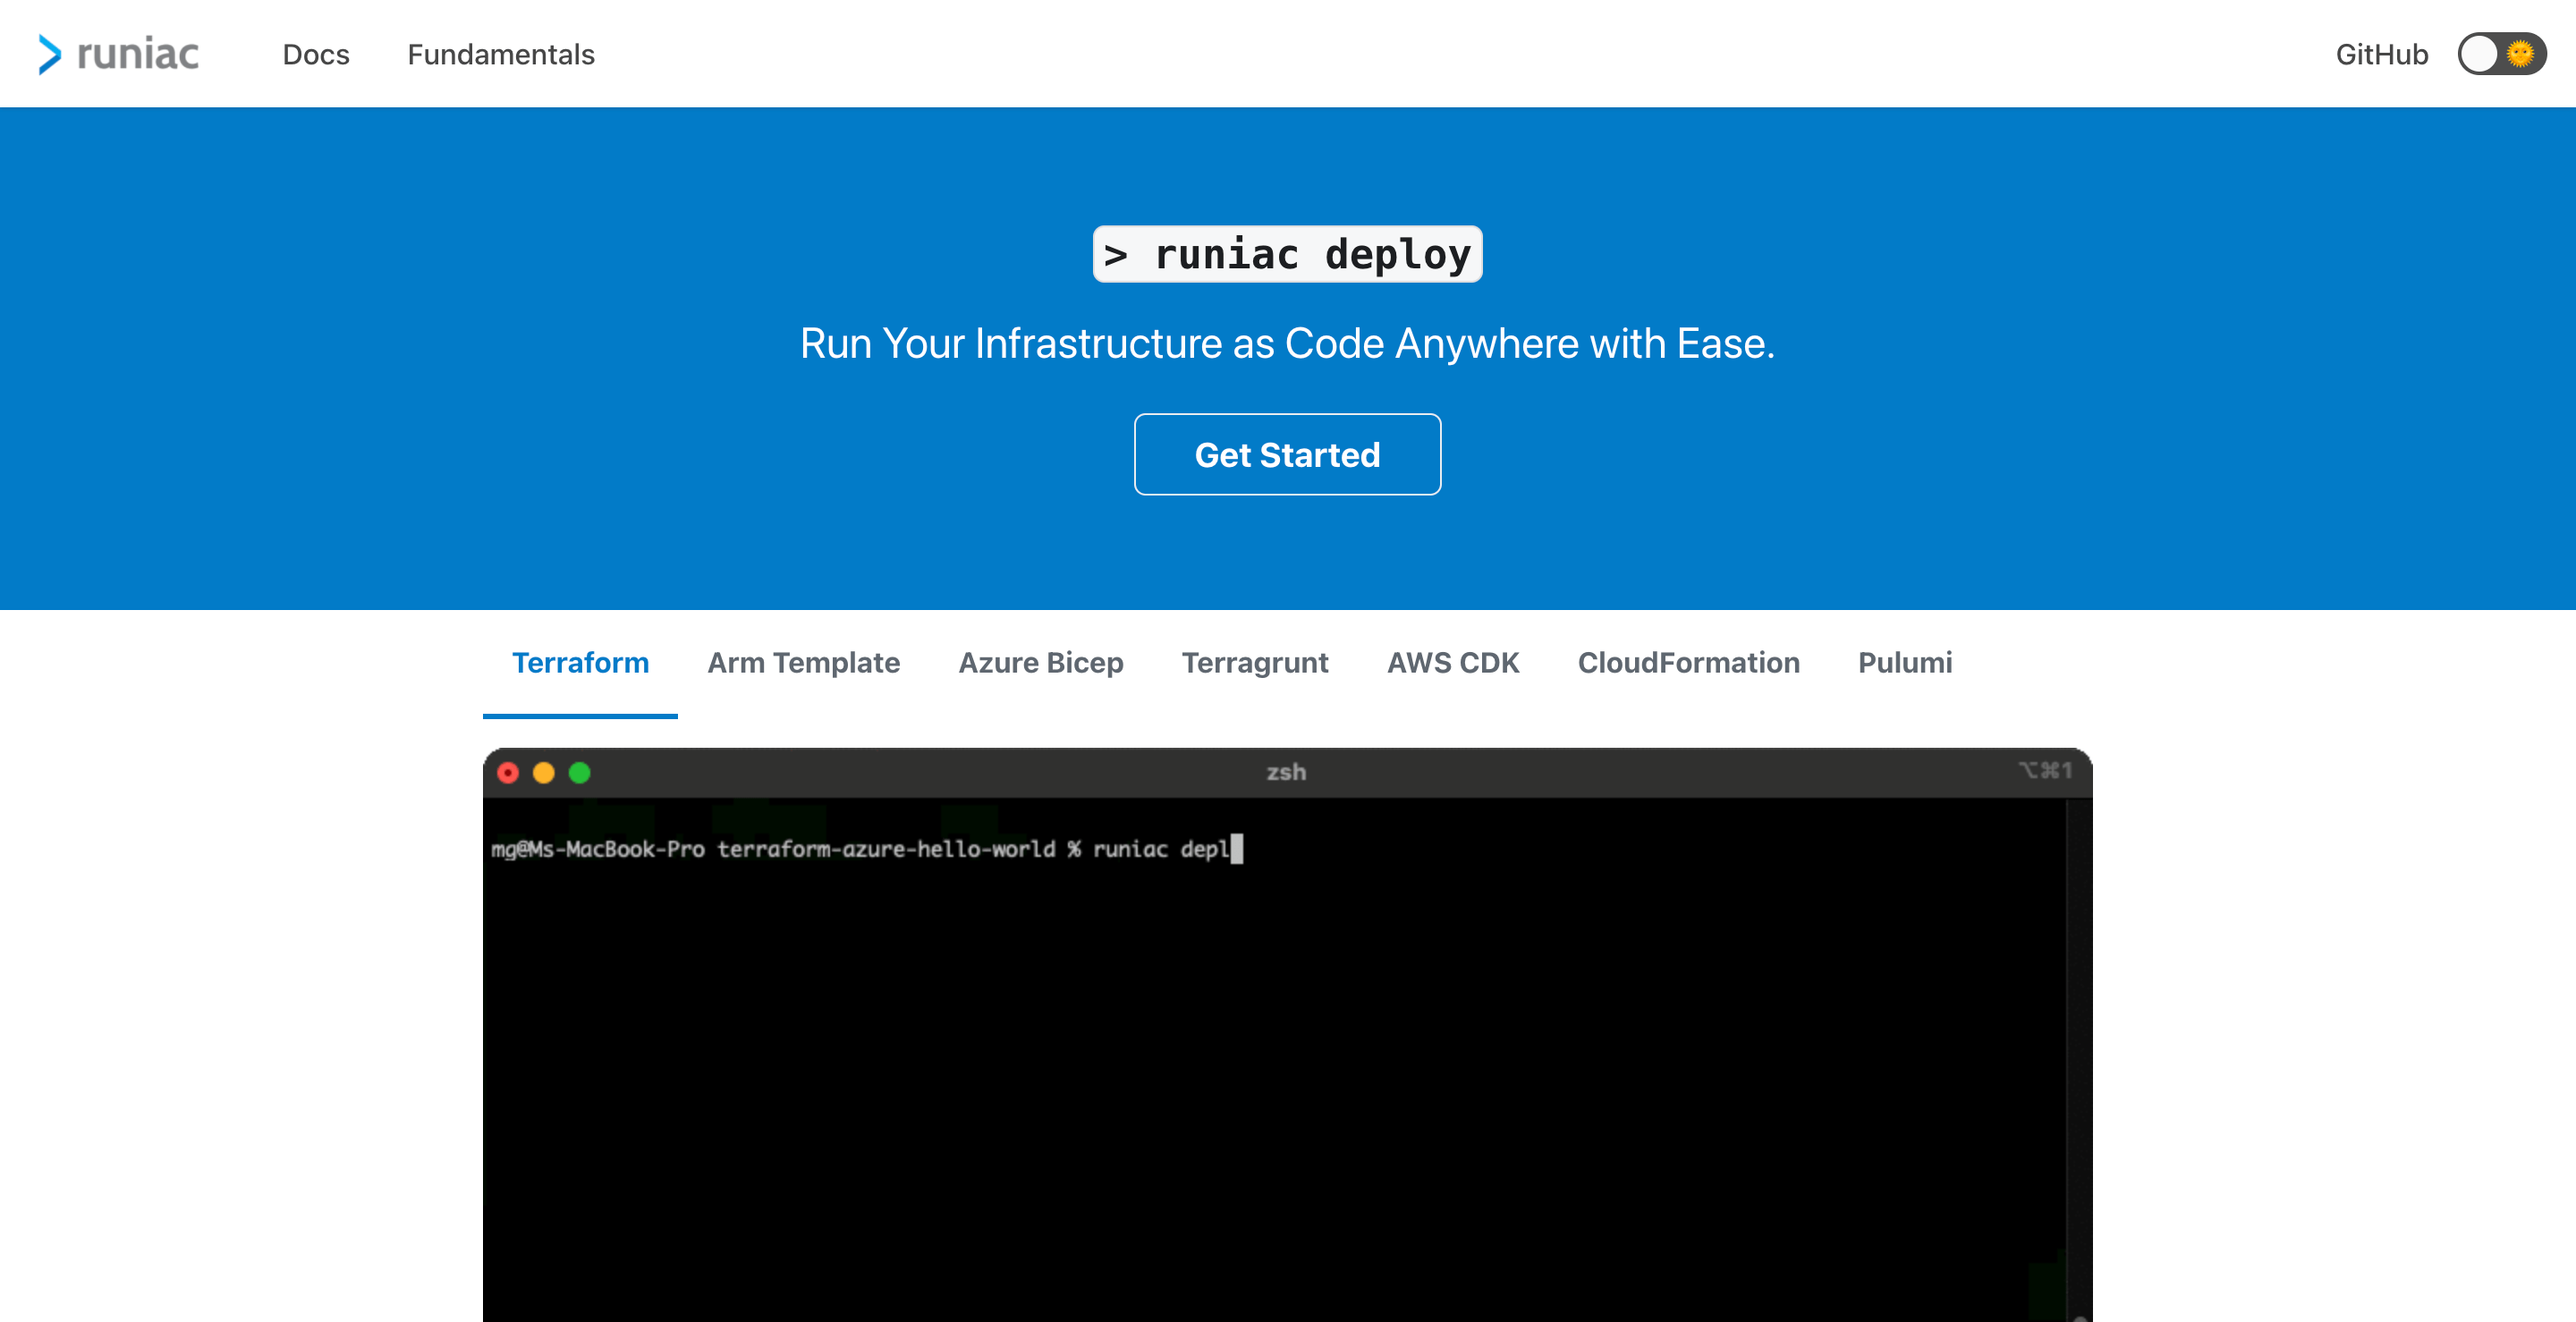 runiac Docs Fundamentals GitHub
> runiac deploy
Run Your Infrastructure as Code Anywhere with Ease.
Get Started
Terraform Arm Template Azure Bicep Terragrunt AWS CDK CloudFormation Pulumi
zsh ⌥⌘1
mg@Ms-MacBook-Pro terraform-azure-hello-world % runiac depl